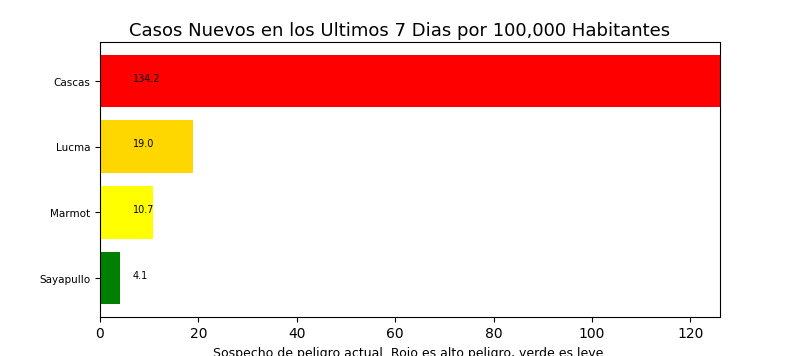 Casos Nuevos en los Ultimos 7 Dias por 100,000 Habitantes
Cascas
134.2
Lucma
19.0
Marmot
10.7
Sayapullo
4.1
0 20 40 60 80 100 120
Sospecho de peligro actual. Rojo es alto peligro, verde es leve